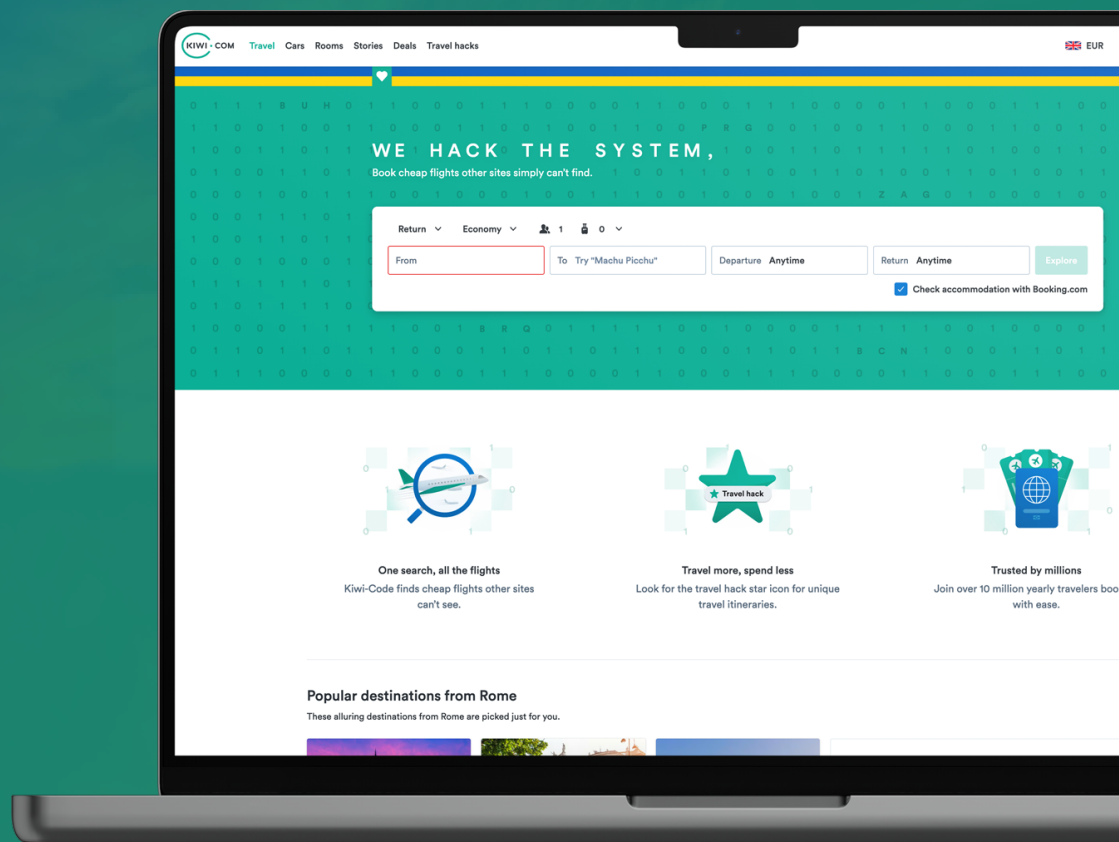 KIWI.COM
Travel Cars Rooms Stories Deals Travel hacks
EUR
WE HACK THE SYSTEM,
Book cheap flights other sites simply can't find.
Return Economy 1 0
From
To Try "Machu Picchu"
Departure Anytime
Return Anytime
Explore
Check accommodation with Booking.com
BUH
PRG
ZAG
BRQ
BCN
One search, all the flights
Kiwi-Code finds cheap flights other sites
can't see.
Travel hack
Travel more, spend less
Look for the travel hack star icon for unique
travel itineraries.
Trusted by millions
Join over 10 million yearly travelers boo
with ease.
Popular destinations from Rome
These alluring destinations from Rome are picked just for you.